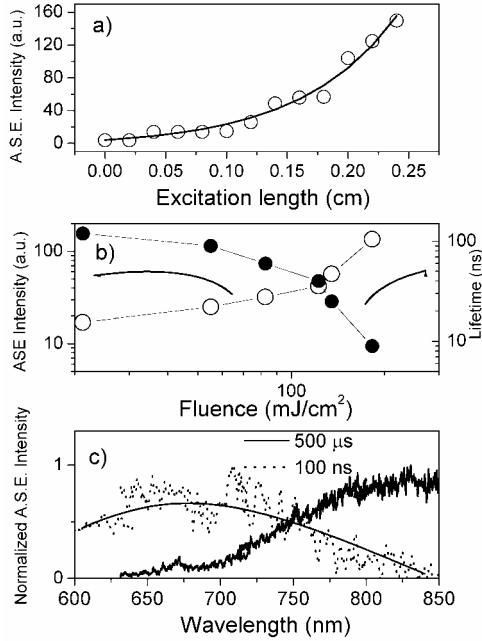 a)
A.S.E. Intensity (a.u.)
160
120
80
40
0
0.00 0.05 0.10 0.15 0.20 0.25
Excitation length (cm)
b)
ASE Intensity (a.u.)
100
10
Lifetime (ns)
100
10
100
Fluence (mJ/cm²)
c)
Normalized A.S.E. Intensity
1
0
500 μs
100 ns
600 650 700 750 800 850
Wavelength (nm)